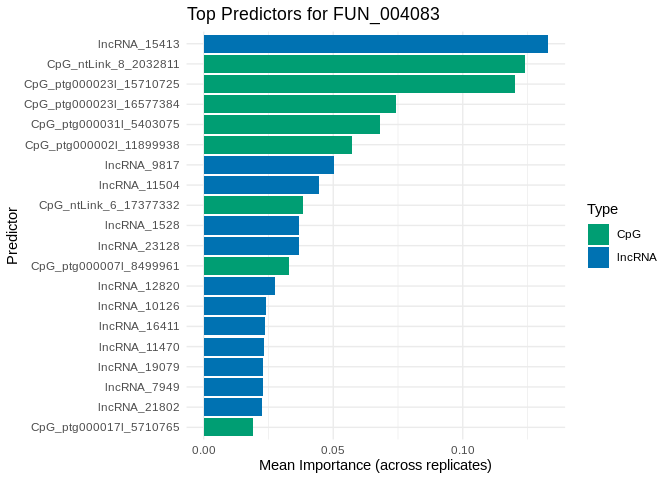 Top Predictors for FUN_004083
Predictor
lncRNA_15413
CpG_ntLink_8_2032811
CpG_ptg000023l_15710725
CpG_ptg000023l_16577384
CpG_ptg000031l_5403075
CpG_ptg000002l_11899938
lncRNA_9817
lncRNA_11504
CpG_ntLink_6_17377332
lncRNA_1528
lncRNA_23128
CpG_ptg000007l_8499961
lncRNA_12820
lncRNA_10126
lncRNA_16411
lncRNA_11470
lncRNA_19079
lncRNA_7949
lncRNA_21802
CpG_ptg000017l_5710765
0.00 0.05 0.10
Mean Importance (across replicates)
Type
CpG
lncRNA